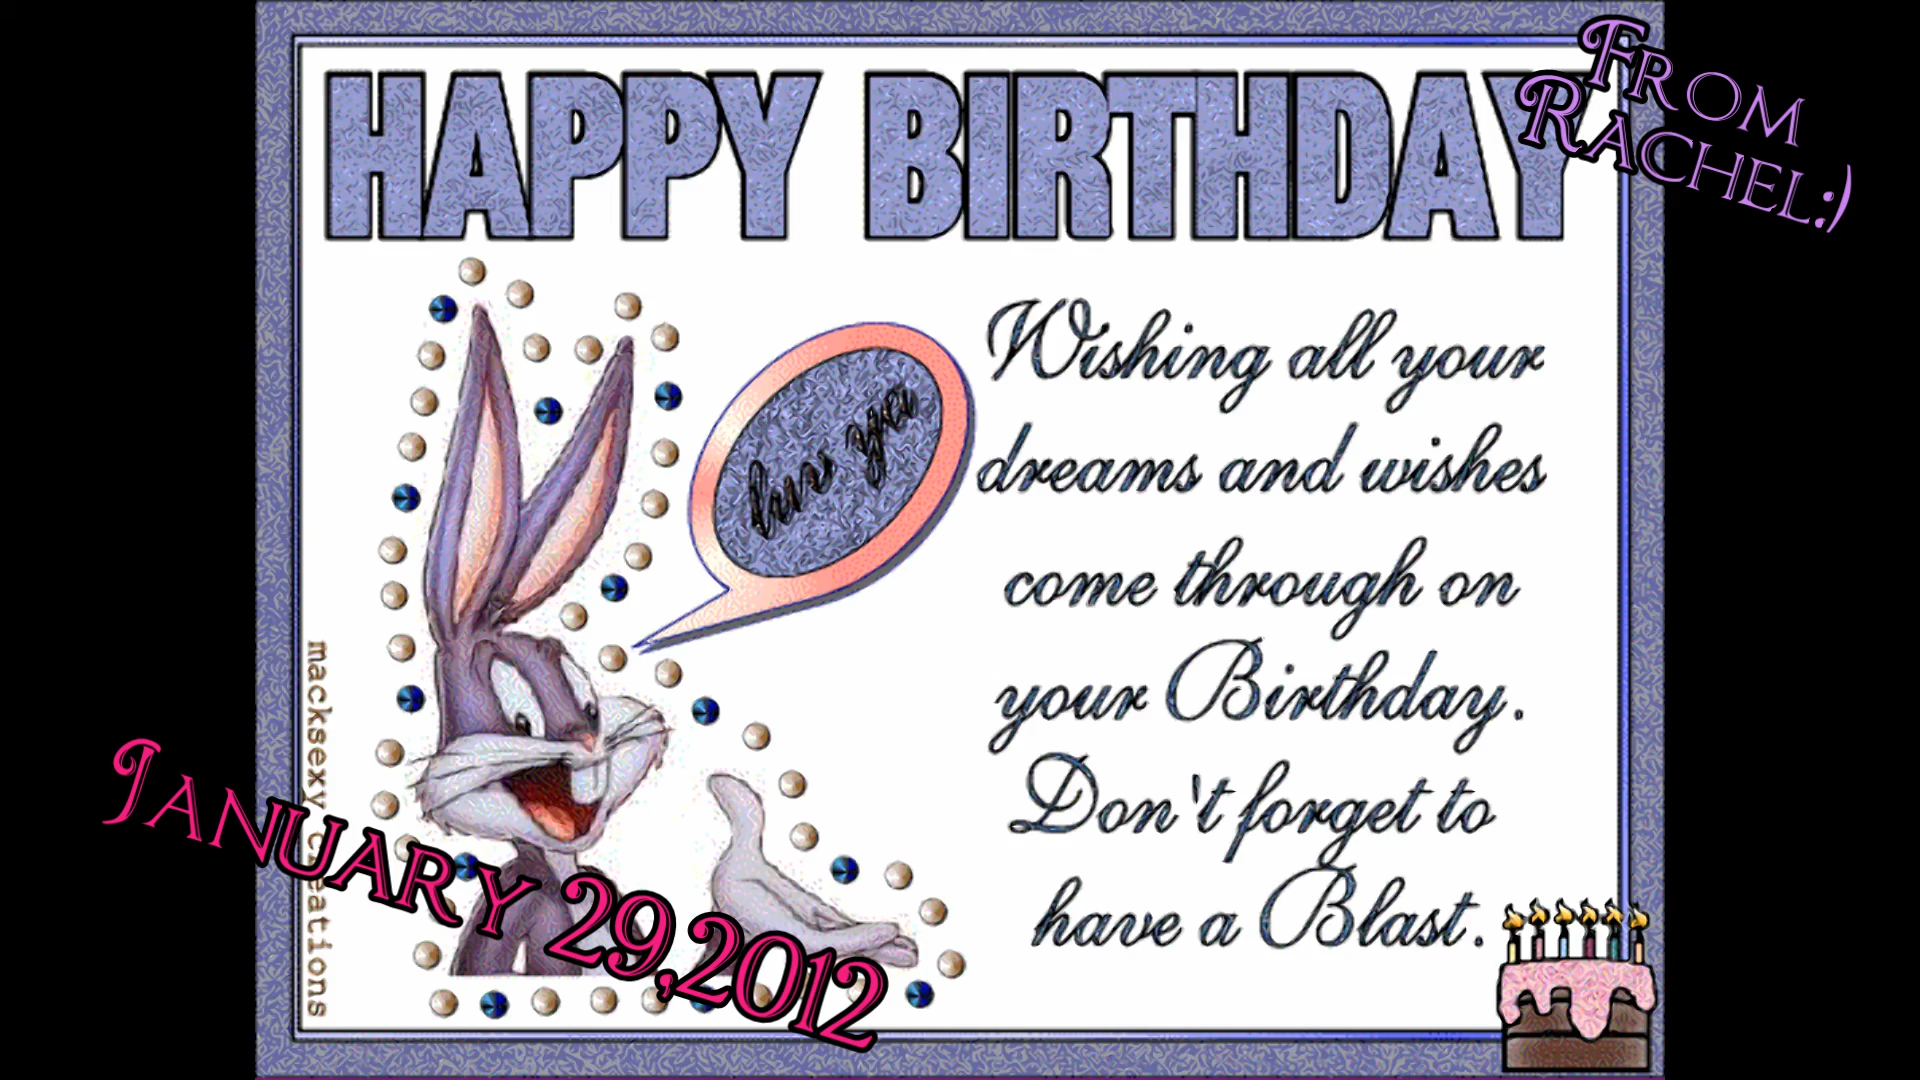 From
Rachel:)
HAPPY BIRTHDAY
luv ya
Wishing all your
dreams and wishes
come through on
your Birthday.
Don't forget to
have a Blast.
macksexy creations
January 29,2012